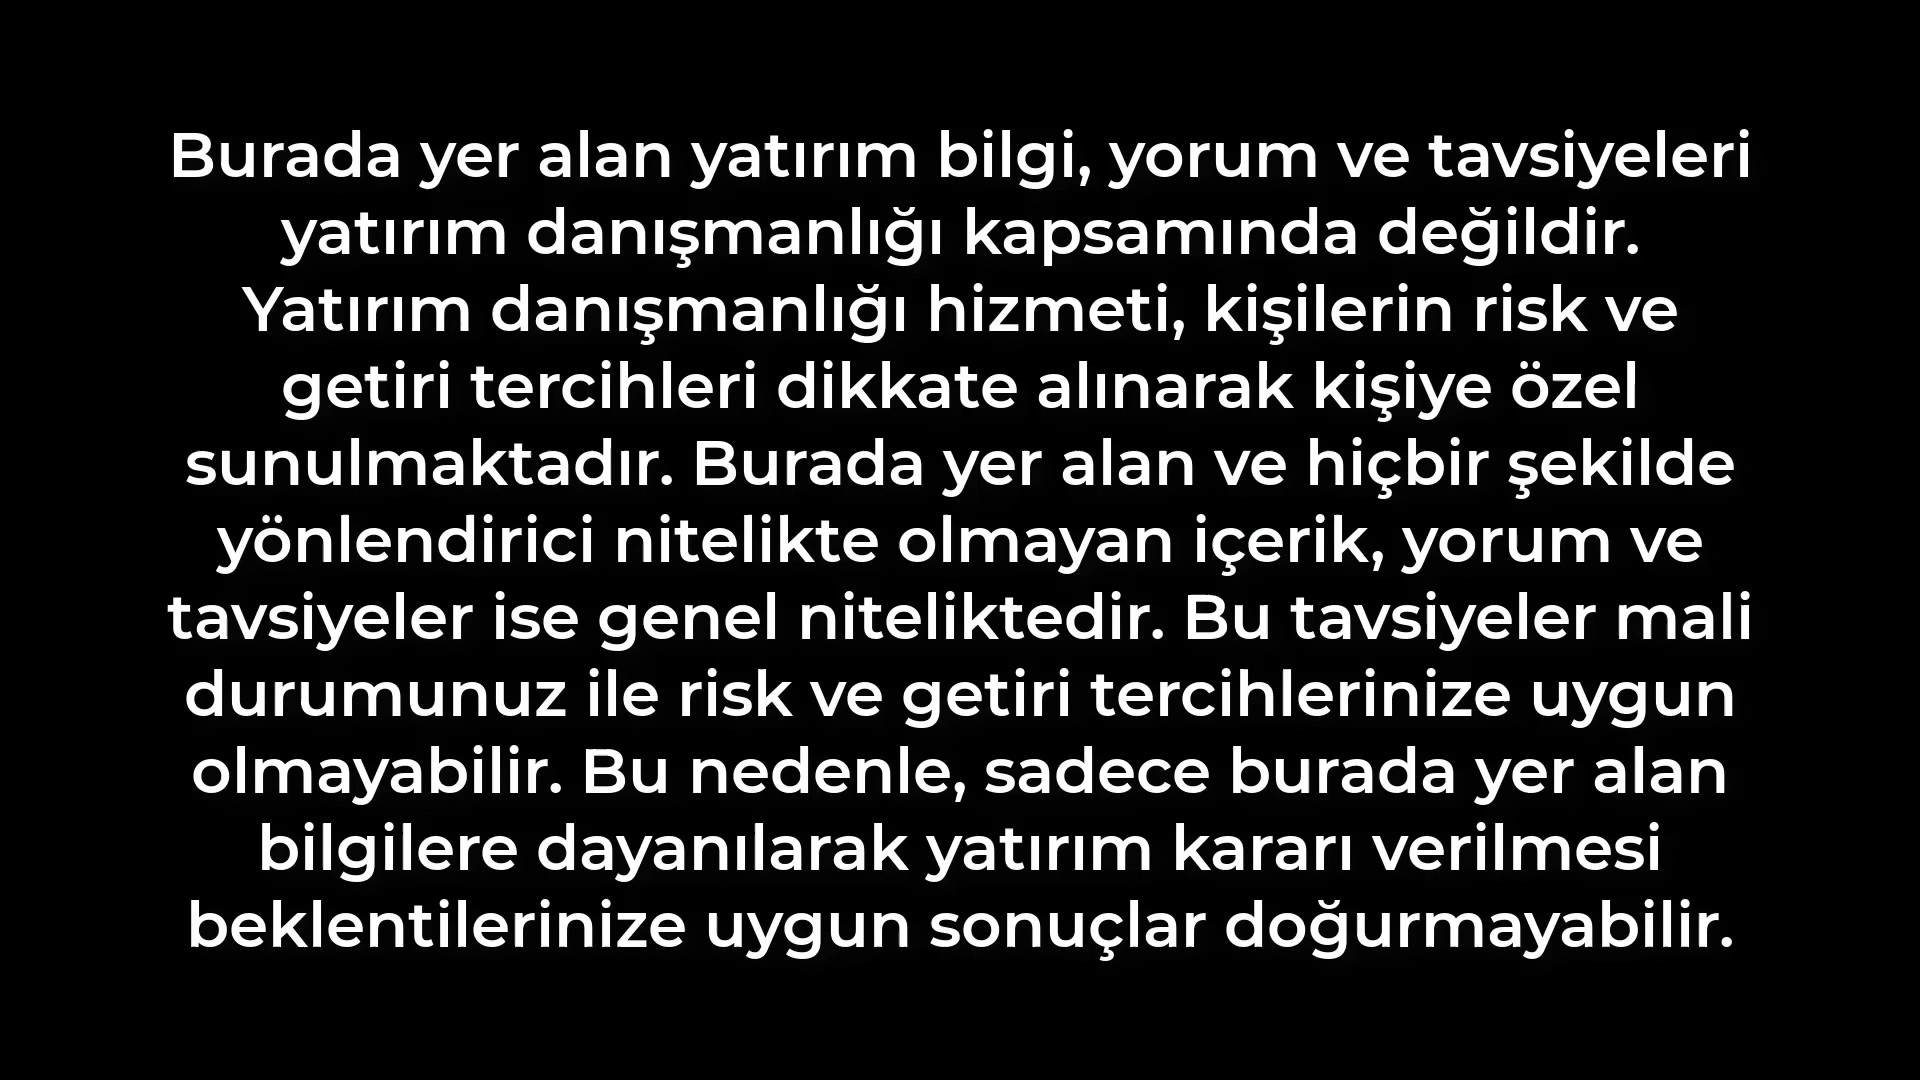 Burada yer alan yatırım bilgi, yorum ve tavsiyeleri
yatırım danışmanlığı kapsamında değildir.
Yatırım danışmanlığı hizmeti, kişilerin risk ve
getiri tercihleri dikkate alınarak kişiye özel
sunulmaktadır. Burada yer alan ve hiçbir şekilde
yönlendirici nitelikte olmayan içerik, yorum ve
tavsiyeler ise genel niteliktedir. Bu tavsiyeler mali
durumunuz ile risk ve getiri tercihlerinize uygun
olmayabilir. Bu nedenle, sadece burada yer alan
bilgilere dayanılarak yatırım kararı verilmesi
beklentilerinize uygun sonuçlar doğurmayabilir.